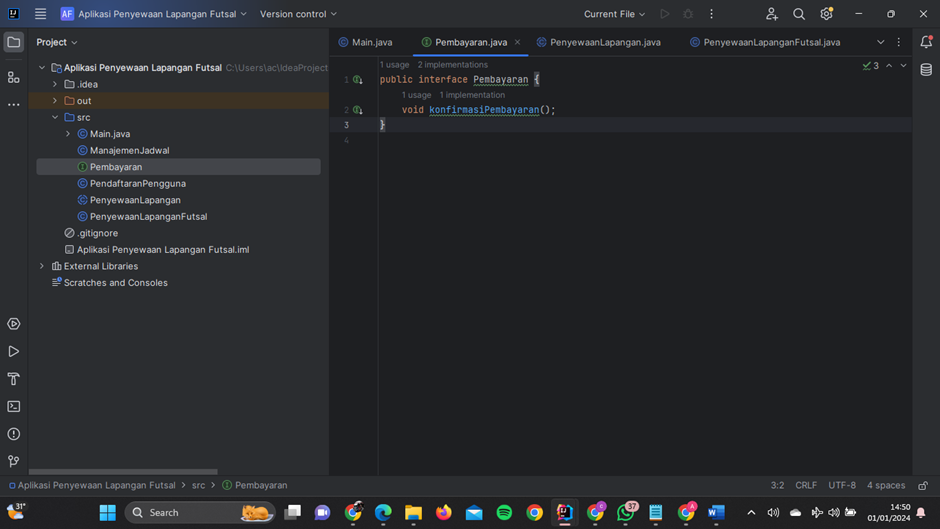 AF Aplikasi Penyewaan Lapangan Futsal Version control Current File
Project
Main.java Pembayaran.java PenyewaanLapangan.java PenyewaanLapanganFutsal.java
Aplikasi Penyewaan Lapangan Futsal C:\Users\ac\IdeaProject
.idea
out
src
Main.java
ManajemenJadwal
Pembayaran
PendaftaranPengguna
PenyewaanLapangan
PenyewaanLapanganFutsal
.gitignore
Aplikasi Penyewaan Lapangan Futsal.iml
External Libraries
Scratches and Consoles
1 usage 2 implementations
1 public interface Pembayaran {
1 usage 1 implementation
2 void konfirmasiPembayaran();
3 }
4
3
Aplikasi Penyewaan Lapangan Futsal > src > Pembayaran
3:2 CRLF UTF-8 4 spaces
31°
Search
37
14:50
01/01/2024